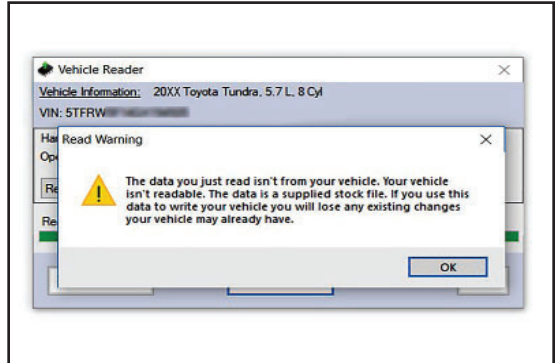 Vehicle Reader
Vehicle Information: 20XX Toyota Tundra, 5.7 L, 8 Cyl
VIN: 5TFRW
Read Warning
The data you just read isn't from your vehicle. Your vehicle
isn't readable. The data is a supplied stock file. If you use this
data to write your vehicle you will lose any existing changes
your vehicle may already have.
OK